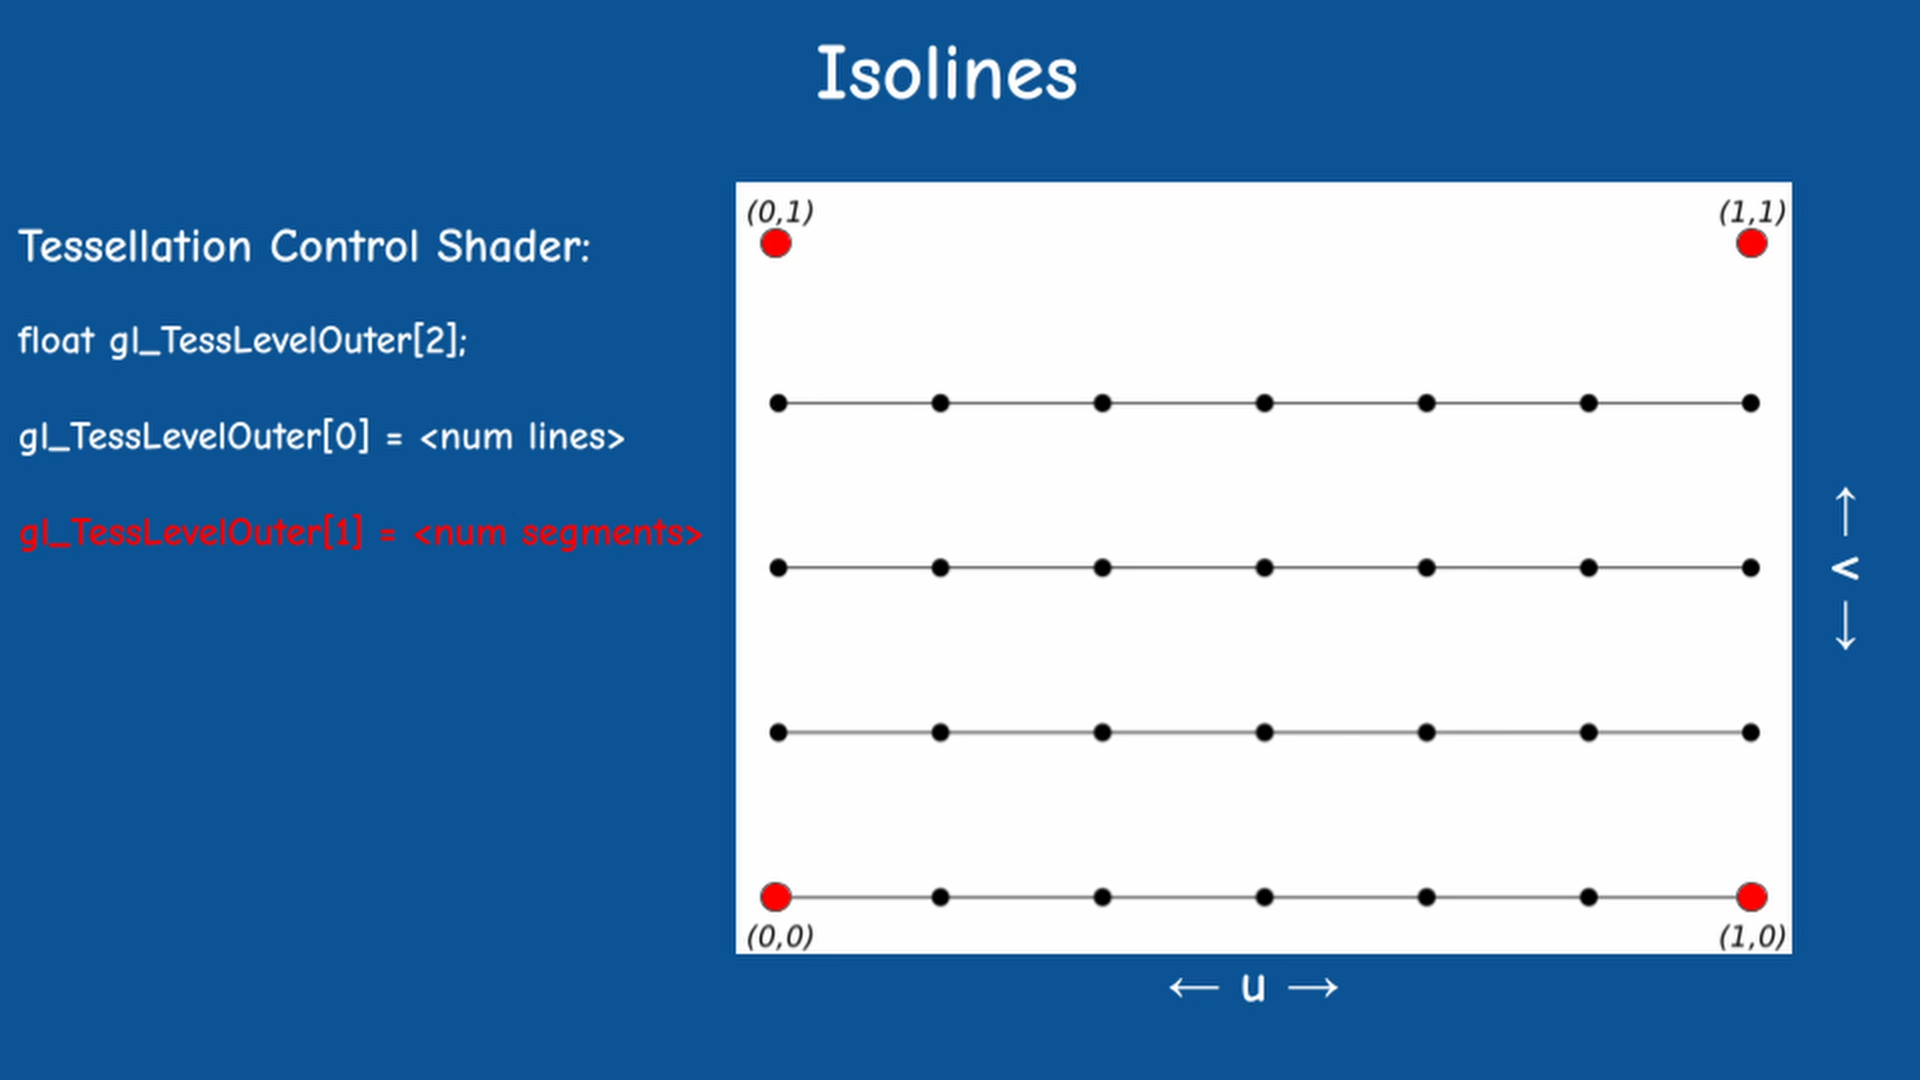 Isolines
Tessellation Control Shader:
float gl_TessLevelOuter[2];
gl_TessLevelOuter[0] = <num lines>
gl_TessLevelOuter[1] = <num segments>
(0,1)
(1,1)
← v →
(0,0)
(1,0)
← u →